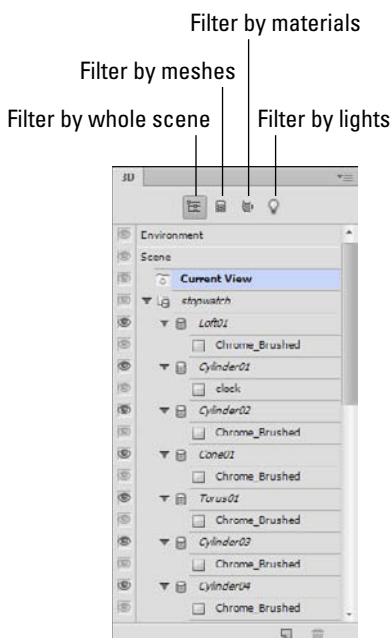 Filter by materials
Filter by meshes
Filter by whole scene
Filter by lights
3D
Environment
Scene
Current View
stopwatch
Loft01
Chrome_Brushed
Cylinder01
clock
Cylinder02
Chrome_Brushed
Cone01
Chrome_Brushed
Torus01
Chrome_Brushed
Cylinder03
Chrome_Brushed
Cylinder04
Chrome_Brushed